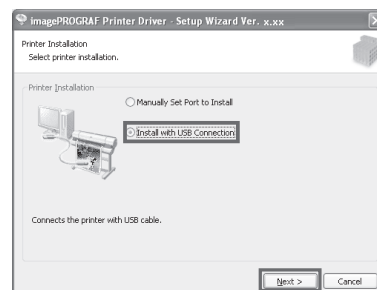 imagePROGRAF Printer Driver - Setup Wizard Ver. x.xx
Printer Installation
Select printer installation.
Printer Installation
Manually Set Port to Install
Install with USB Connection
Connects the printer with USB cable.
Next >
Cancel